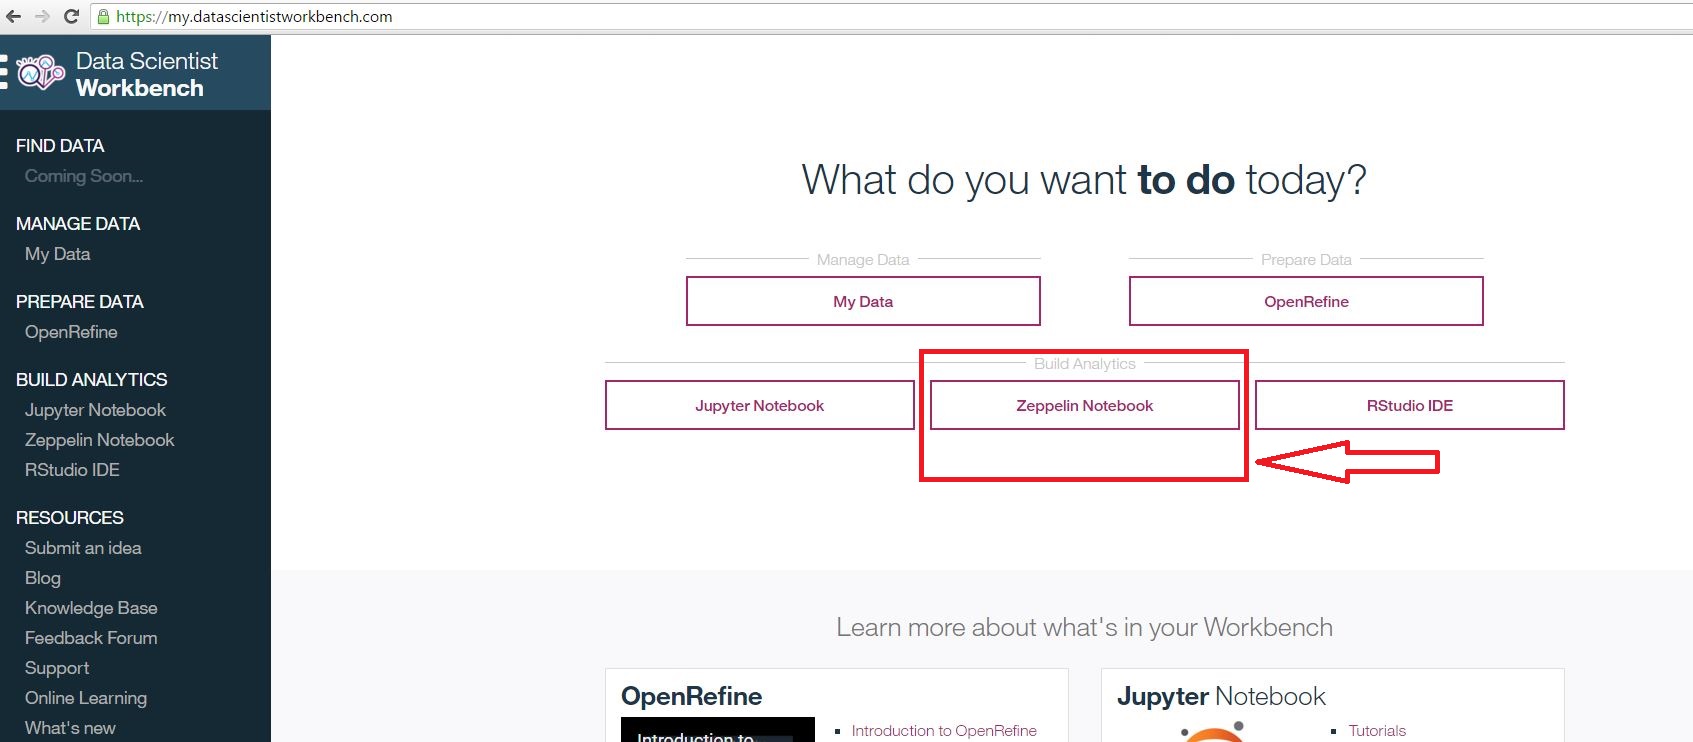 https://my.datascientistworkbench.com
Data Scientist
Workbench
FIND DATA
Coming Soon...
MANAGE DATA
My Data
PREPARE DATA
OpenRefine
BUILD ANALYTICS
Jupyter Notebook
Zeppelin Notebook
RStudio IDE
RESOURCES
Submit an idea
Blog
Knowledge Base
Feedback Forum
Support
Online Learning
What's new
What do you want to do today?
Manage Data
Prepare Data
My Data
OpenRefine
Build Analytics
Jupyter Notebook
Zeppelin Notebook
RStudio IDE
Learn more about what's in your Workbench
OpenRefine
Introduction to
Introduction to OpenRefine
Jupyter Notebook
Tutorials